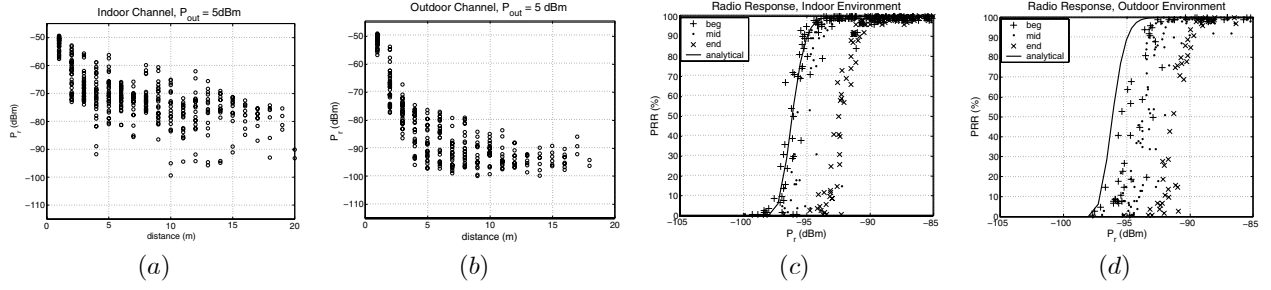 Indoor Channel, P_out = 5dBm
P_r (dBm)
−50
−60
−70
−80
−90
−100
−110
0
5
10
15
20
distance (m)
(a)
Outdoor Channel, P_out = 5 dBm
P_r (dBm)
−50
−60
−70
−80
−90
−100
−110
0
5
10
15
20
distance (m)
(b)
Radio Response, Indoor Environment
beg
mid
end
analytical
PRR (%)
100
90
80
70
60
50
40
30
20
10
0
−105
−100
−95
−90
−85
P_r (dBm)
(c)
Radio Response, Outdoor Environment
beg
mid
end
analytical
PRR (%)
100
90
80
70
60
50
40
30
20
10
0
−105
−100
−95
−90
−85
P_r (dBm)
(d)